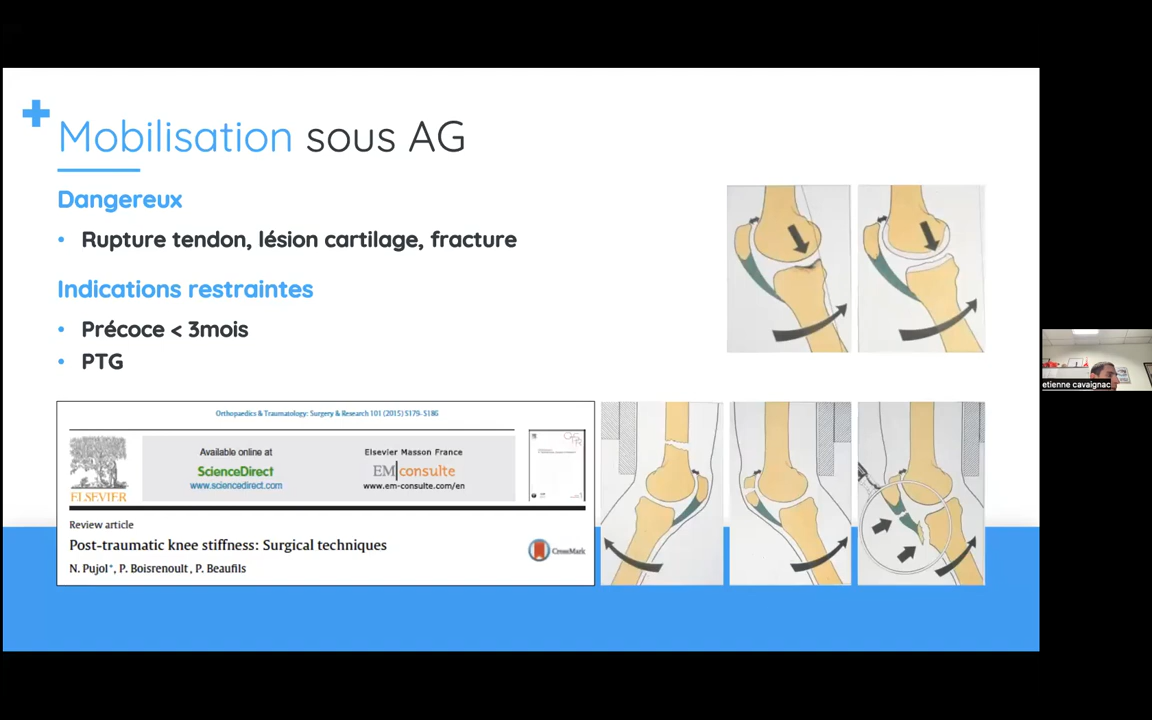 Mobilisation sous AG
Dangereux
• Rupture tendon, lésion cartilage, fracture
Indications restraintes
• Précoce < 3mois
• PTG
Orthopaedics & Traumatology: Surgery & Research 101 (2015) S179–S186
Available online at
ScienceDirect
www.sciencedirect.com
Elsevier Masson France
EM|consulte
www.em-consulte.com/en
ELSEVIER
Review article
Post-traumatic knee stiffness: Surgical techniques
N. Pujol*, P. Boisrenoult, P. Beaufils
CrossMark
etienne cavaignac